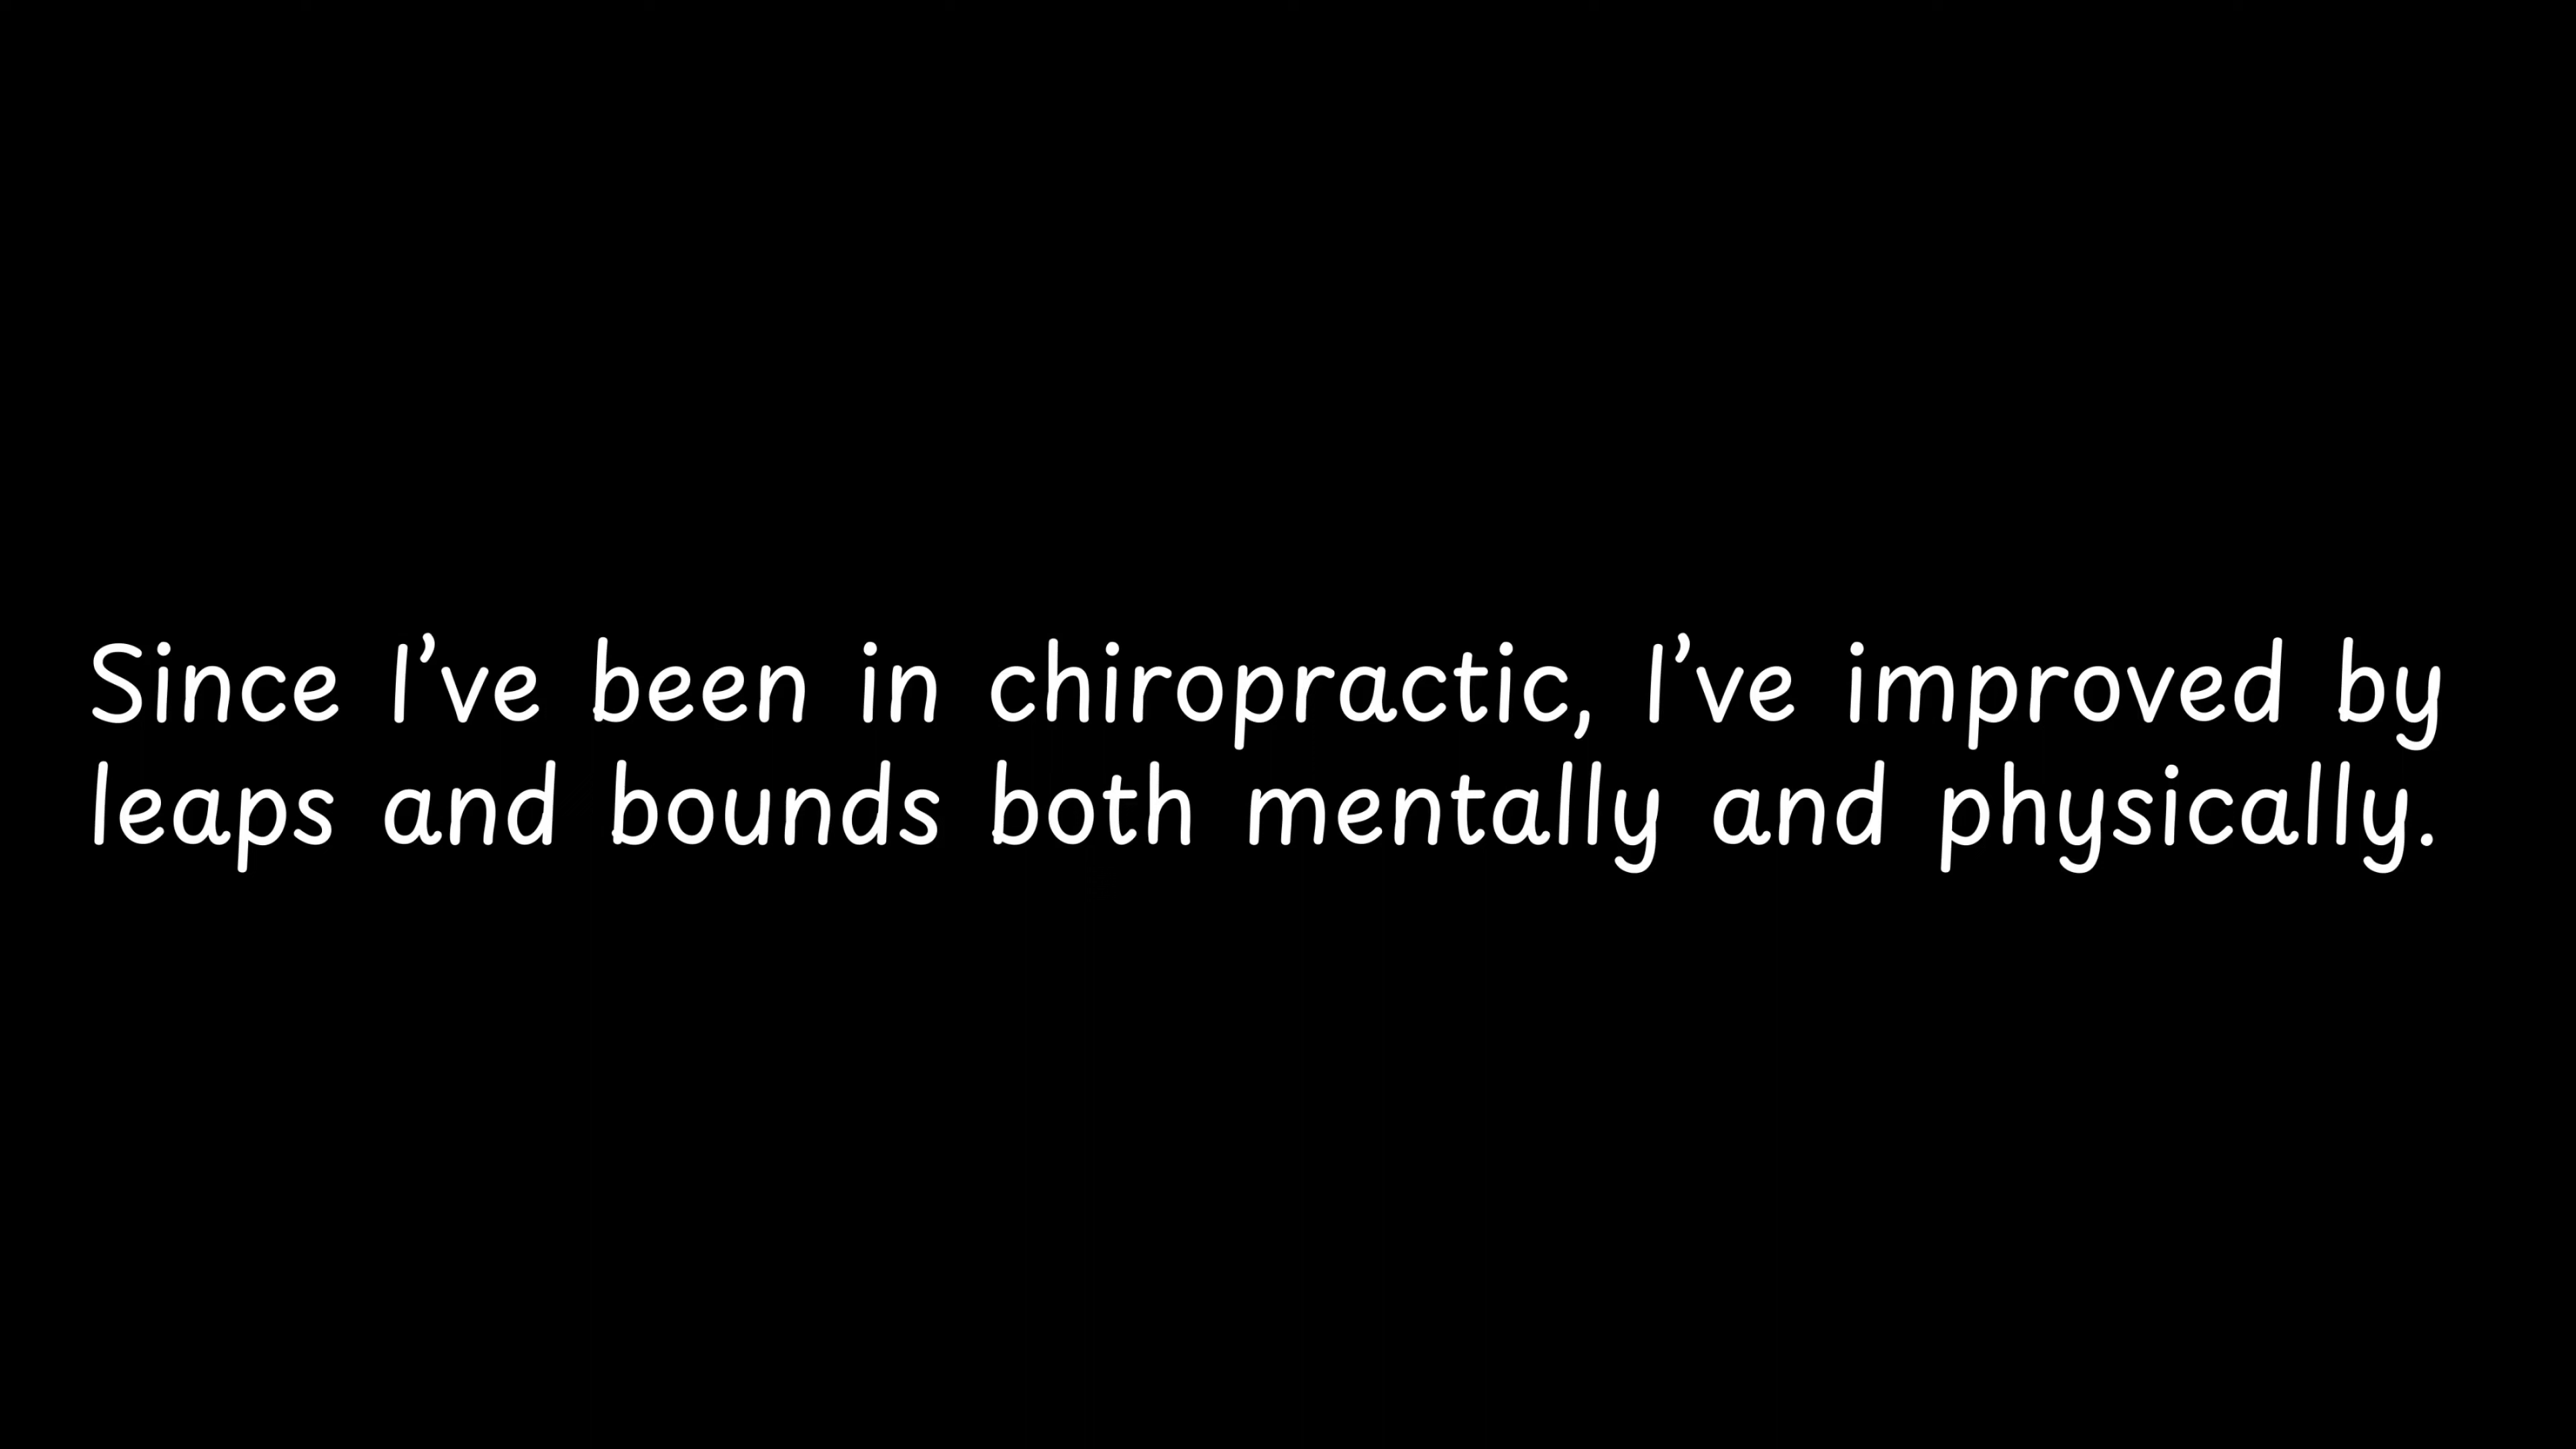 Since I’ve been in chiropractic, I’ve improved by
leaps and bounds both mentally and physically.